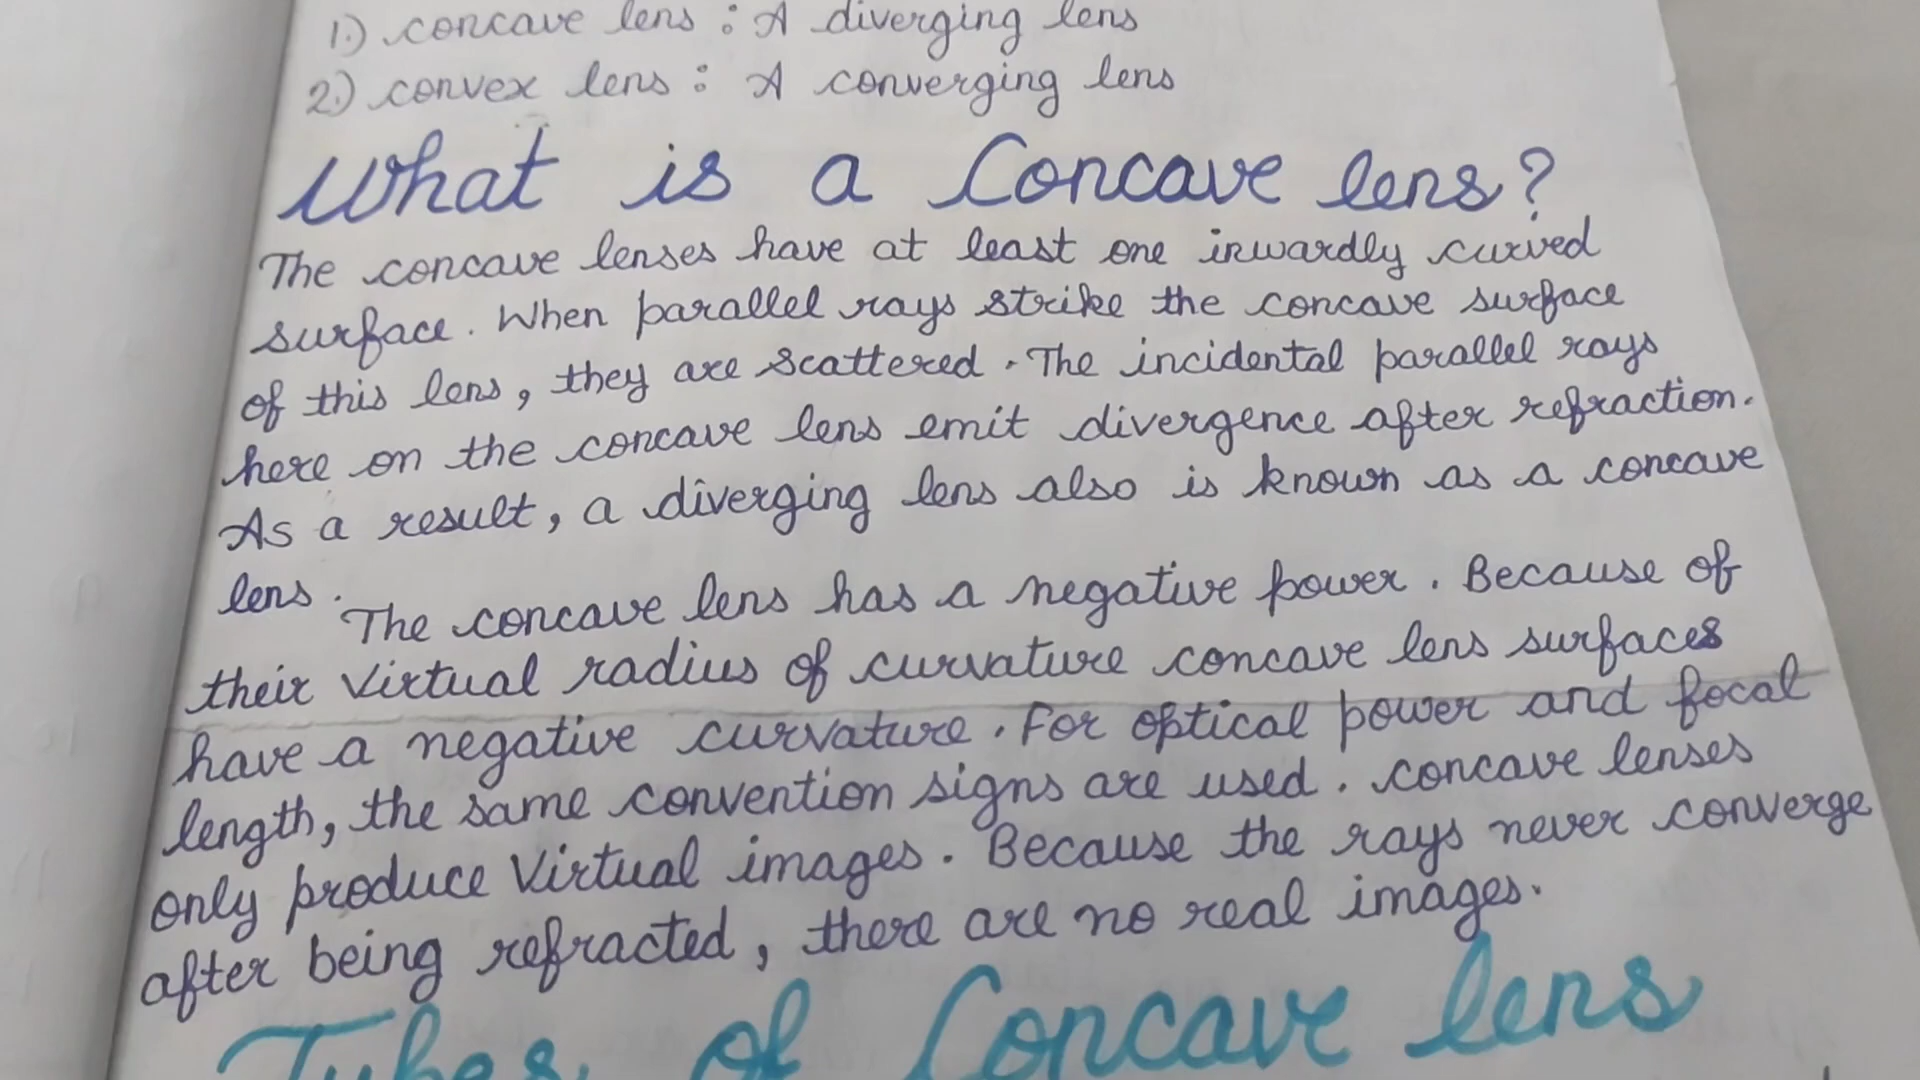 1.) concave lens : A diverging lens
2.) convex lens : A converging lens
What is a Concave lens?
The concave lenses have at least one inwardly curved
surface. When parallel rays strike the concave surface
of this lens, they are scattered. The incidental parallel rays
here on the concave lens emit divergence after refraction.
As a result, a diverging lens also is known as a concave
lens.
The concave lens has a negative power. Because of
their Virtual radius of curvature concave lens surfaces
have a negative curvature. For optical power and focal
length, the same convention signs are used. concave lenses
only produce Virtual images. Because the rays never converge
after being refracted, there are no real images.
Types of Concave lens